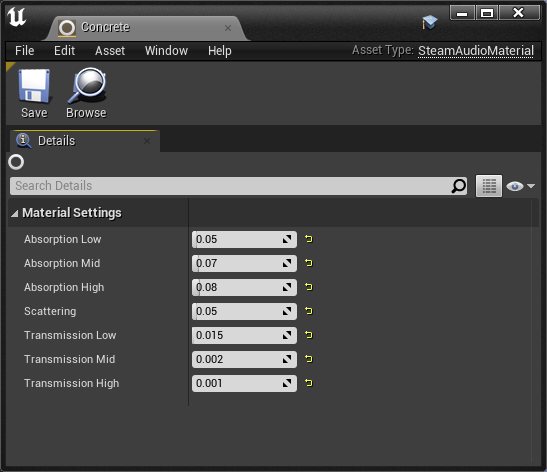 Concrete
File Edit Asset Window Help Asset Type: SteamAudioMaterial
Save Browse
Details
Search Details
Material Settings
Absorption Low 0.05
Absorption Mid 0.07
Absorption High 0.08
Scattering 0.05
Transmission Low 0.015
Transmission Mid 0.002
Transmission High 0.001